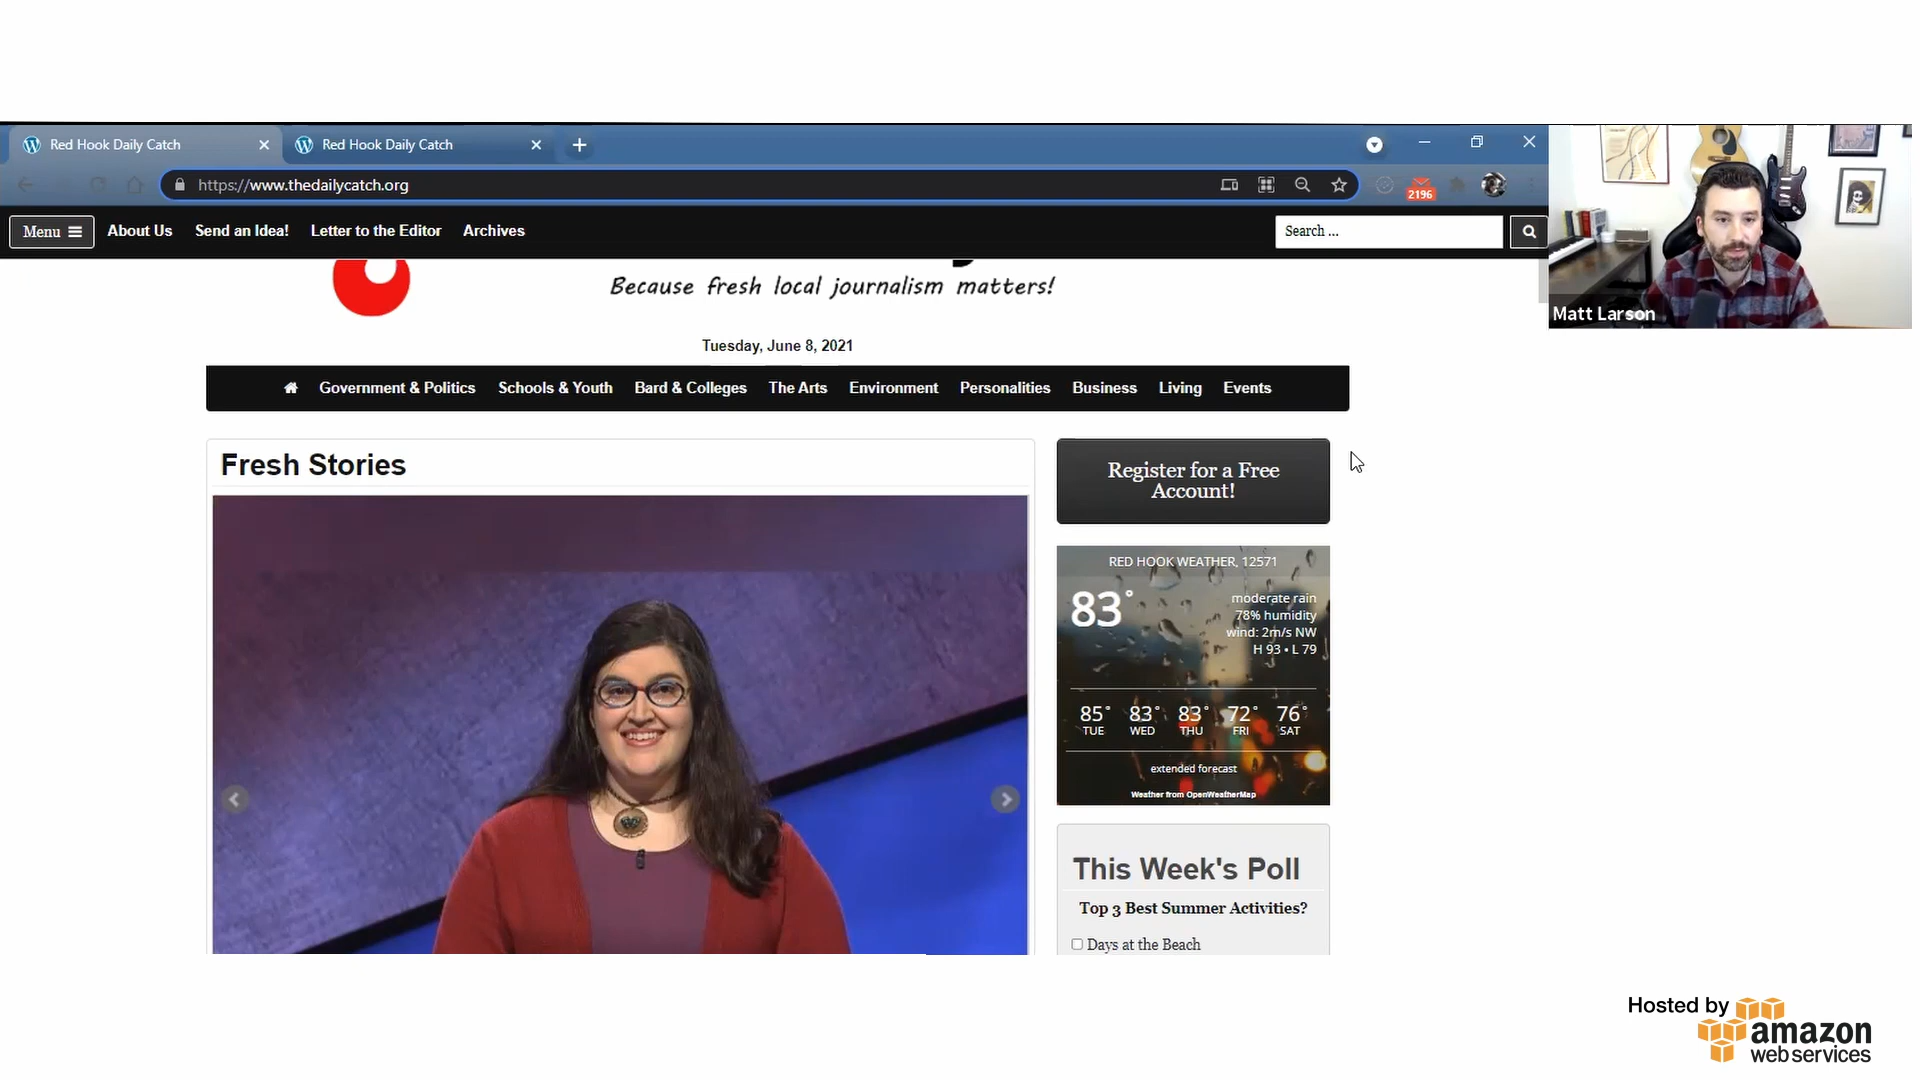 Red Hook Daily Catch
Red Hook Daily Catch
https://www.thedailycatch.org
2196
Menu
About Us
Send an Idea!
Letter to the Editor
Archives
Search ...
Matt Larson
Because fresh local journalism matters!
Tuesday, June 8, 2021
Government & Politics
Schools & Youth
Bard & Colleges
The Arts
Environment
Personalities
Business
Living
Events
Fresh Stories
Register for a Free
Account!
RED HOOK WEATHER, 12571
83°
moderate rain
78% humidity
wind: 2m/s NW
H 93 • L 79
85° 83° 83° 72° 76°
TUE WED THU FRI SAT
extended forecast
Weather from OpenWeatherMap
This Week's Poll
Top 3 Best Summer Activities?
Days at the Beach
Hosted by
amazon
web services